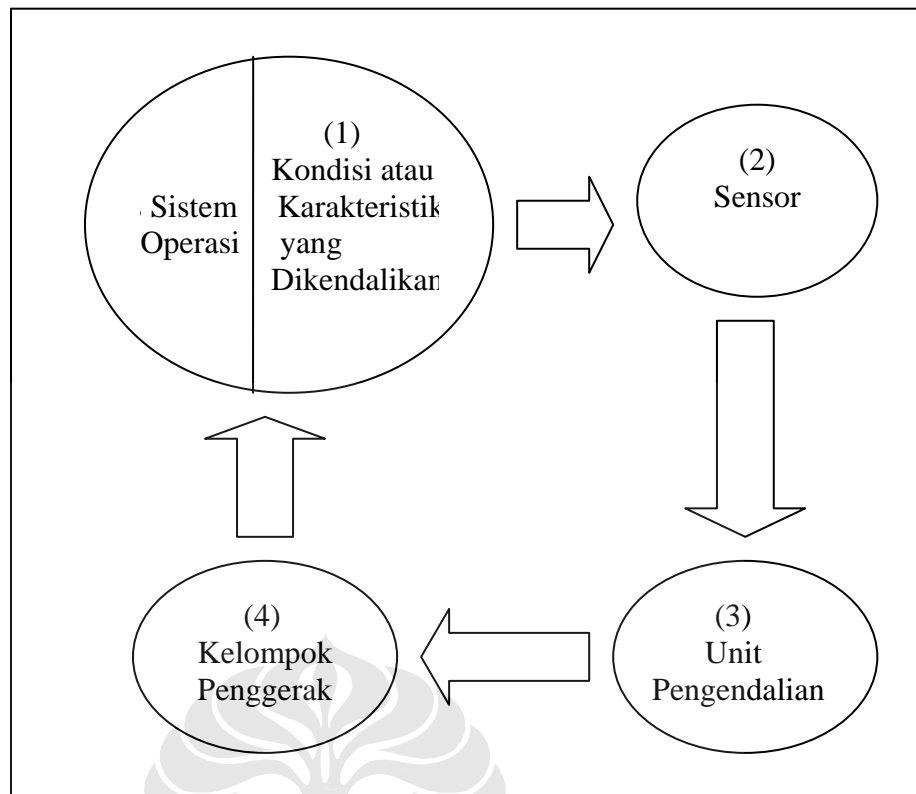 Sistem
Operasi
(1)
Kondisi atau
Karakteristik
yang
Dikendalikan
(2)
Sensor
(3)
Unit
Pengendalian
(4)
Kelompok
Penggerak